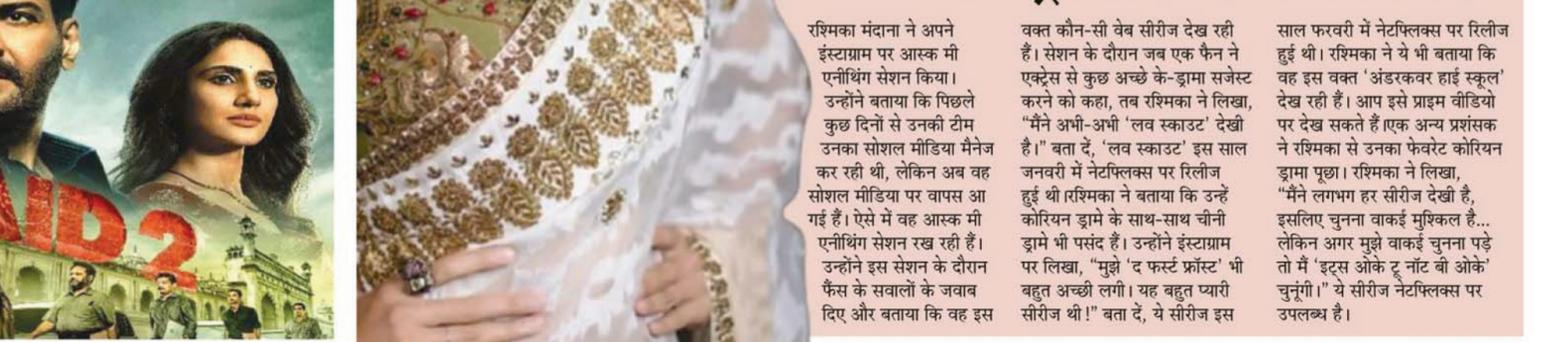 AID 2
रश्मिका मंदाना ने अपने
इंस्टाग्राम पर आस्क मी
एनीथिंग सेशन किया।
उन्होंने बताया कि पिछले
कुछ दिनों से उनकी टीम
उनका सोशल मीडिया मैनेज
कर रही थी, लेकिन अब वह
सोशल मीडिया पर वापस आ
गई हैं। ऐसे में वह आस्क मी
एनीथिंग सेशन रख रही हैं।
उन्होंने इस सेशन के दौरान
फैंस के सवालों के जवाब
दिए और बताया कि वह इस
वक्त कौन-सी वेब सीरीज देख रही
हैं। सेशन के दौरान जब एक फैन ने
एक्ट्रेस से कुछ अच्छे के-ड्रामा सजेस्ट
करने को कहा, तब रश्मिका ने लिखा,
“मैंने अभी-अभी ‘लव स्काउट’ देखी
है।” बता दें, ‘लव स्काउट’ इस साल
जनवरी में नेटफ्लिक्स पर रिलीज
हुई थी।रश्मिका ने बताया कि उन्हें
कोरियन ड्रामे के साथ-साथ चीनी
ड्रामे भी पसंद हैं। उन्होंने इंस्टाग्राम
पर लिखा, “मुझे ‘द फर्स्ट फ्रॉस्ट’ भी
बहुत अच्छी लगी। यह बहुत प्यारी
सीरीज थी!” बता दें, ये सीरीज इस
साल फरवरी में नेटफ्लिक्स पर रिलीज
हुई थी। रश्मिका ने ये भी बताया कि
वह इस वक्त ‘अंडरकवर हाई स्कूल’
देख रही हैं। आप इसे प्राइम वीडियो
पर देख सकते हैं।एक अन्य प्रशंसक
ने रश्मिका से उनका फेवरेट कोरियन
ड्रामा पूछा। रश्मिका ने लिखा,
“मैंने लगभग हर सीरीज देखी है,
इसलिए चुनना वाकई मुश्किल है...
लेकिन अगर मुझे वाकई चुनना पड़े
तो मैं ‘इट्स ओके टू नॉट बी ओके’
चुनूंगी।” ये सीरीज नेटफ्लिक्स पर
उपलब्ध है।